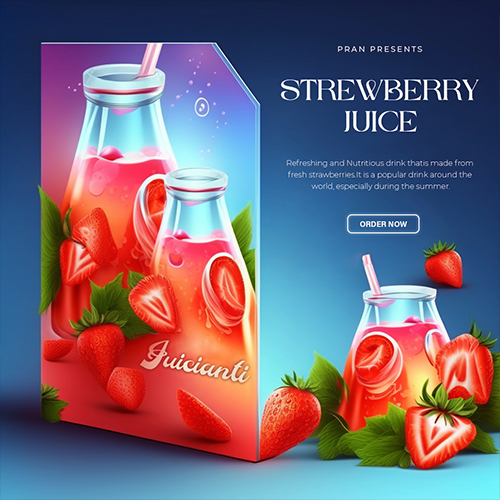 PRAN PRESENTS
STREWBERRY
JUICE
Refreshing and Nutritious drink thatis made from
fresh strawberries.It is a popular drink around the
world, especially during the summer.
ORDER NOW
Juicianti